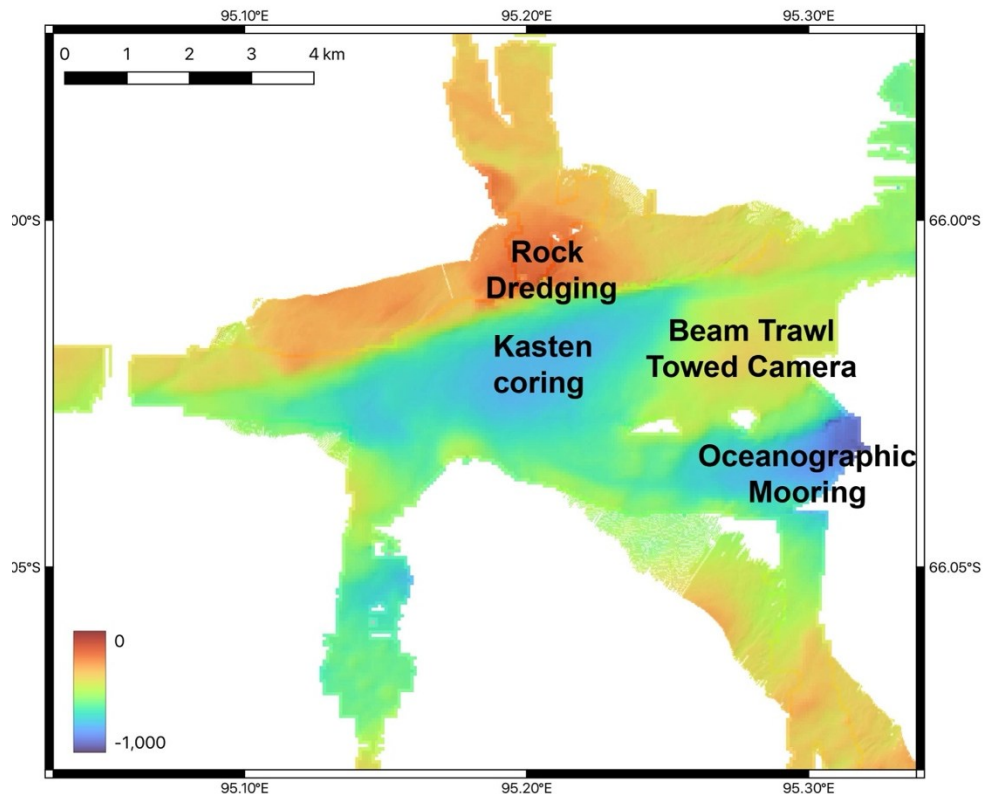 95.10°E 95.20°E 95.30°E
0 1 2 3 4 km
00°S 66.00°S
Rock
Dredging
Beam Trawl
Towed Camera
Kasten
coring
Oceanographic
Mooring
05°S 66.05°S
0
-1,000
95.10°E 95.20°E 95.30°E